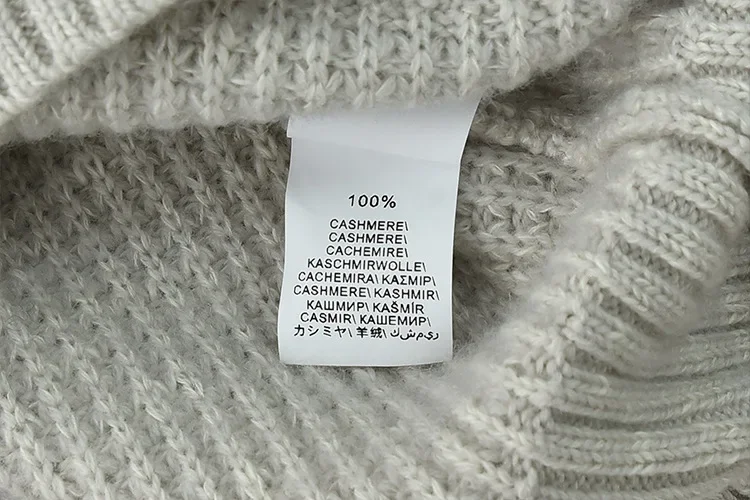 100%
CASHMERE\
CASHMERE\
CACHEMIRE\
KASCHMIRWOLLE\
CACHEMIRA\ ΚΑΣΜΙΡ\
CASHMERE\ KASHMIR\
КАШМИР\ KAŠMÍR
CASMIR\ КАШЕМИР\
カシミヤ\ 羊绒\ كشمير